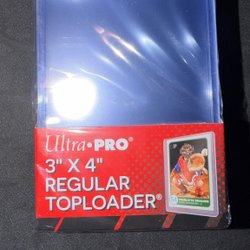 Ultra•PRO®
3" X 4"
REGULAR
TOPLOADER®